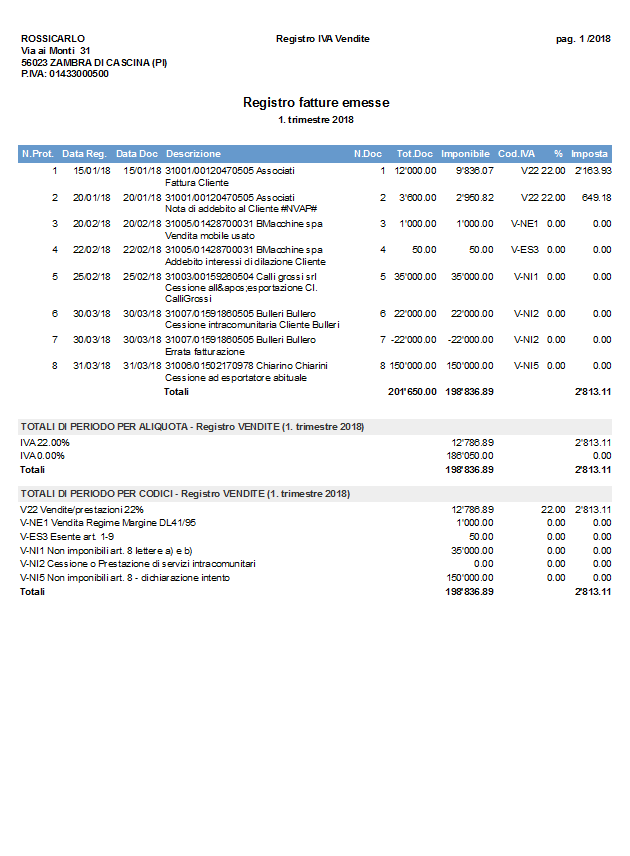 ROSSICARLO Registro IVA Vendite pag. 1 /2018
Via ai Monti 31
56023 ZAMBRA DI CASCINA (PI)
P.IVA: 01433000500
Registro fatture emesse
1. trimestre 2018
N.Prot. Data Reg. Data Doc Descrizione N.Doc Tot.Doc Imponibile Cod.IVA % Imposta
1 15/01/18 15/01/18 31001/00120470505 Associati 1 12'000.00 9'836.07 V22 22.00 2'163.93
Fattura Cliente
2 20/01/18 20/01/18 31001/00120470505 Associati 2 3'600.00 2'950.82 V22 22.00 649.18
Nota di addebito al Cliente #NVAP#
3 20/02/18 20/02/18 31005/01428700031 BMacchine spa 3 1'000.00 1'000.00 V-NE1 0.00 0.00
Vendita mobile usato
4 22/02/18 22/02/18 31005/01428700031 BMacchine spa 4 50.00 50.00 V-ES3 0.00 0.00
Addebito interessi di dilazione Cliente
5 25/02/18 25/02/18 31003/00159260504 Calli grossi srl 5 35'000.00 35'000.00 V-NI1 0.00 0.00
Cessione all&apos;esportazione Cl.
CalliGrossi
6 30/03/18 30/03/18 31007/01591860505 Bulleri Bullero 6 22'000.00 22'000.00 V-NI2 0.00 0.00
Cessione intracomunitaria Cliente Bulleri
7 30/03/18 30/03/18 31007/01591860505 Bulleri Bullero 7 -22'000.00 -22'000.00 V-NI2 0.00 0.00
Errata fatturazione
8 31/03/18 31/03/18 31006/01502170978 Chiarino Chiarini 8 150'000.00 150'000.00 V-NI5 0.00 0.00
Cessione ad esportatore abituale
Totali 201'650.00 198'836.89 2'813.11
TOTALI DI PERIODO PER ALIQUOTA - Registro VENDITE (1. trimestre 2018)
IVA 22.00% 12'786.89 2'813.11
IVA 0.00% 186'050.00 0.00
Totali 198'836.89 2'813.11
TOTALI DI PERIODO PER CODICI - Registro VENDITE (1. trimestre 2018)
V22 Vendite/prestazioni 22% 12'786.89 22.00 2'813.11
V-NE1 Vendita Regime Margine DL41/95 1'000.00 0.00 0.00
V-ES3 Esente art. 1-9 50.00 0.00 0.00
V-NI1 Non imponibili art. 8 lettere a) e b) 35'000.00 0.00 0.00
V-NI2 Cessione o Prestazione di servizi intracomunitari 0.00 0.00 0.00
V-NI5 Non imponibili art. 8 - dichiarazione intento 150'000.00 0.00 0.00
Totali 198'836.89 2'813.11